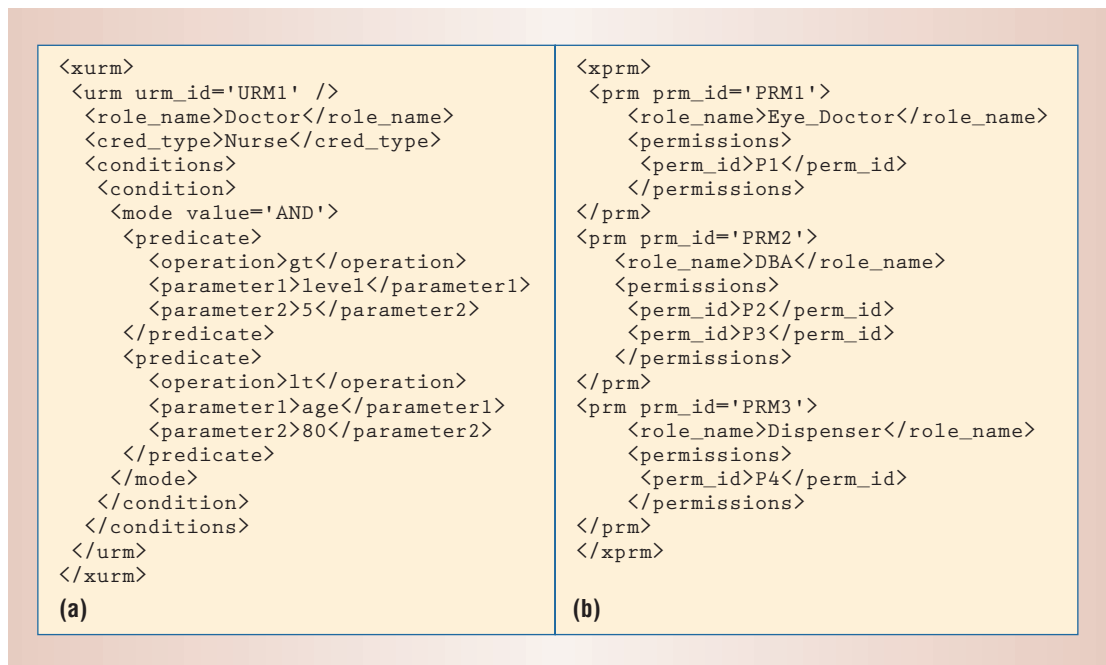 <xurm>
<urm urm_id='URM1' />
<role_name>Doctor</role_name>
<cred_type>Nurse</cred_type>
<conditions>
<condition>
<mode value='AND'>
<predicate>
<operation>gt</operation>
<parameter1>level</parameter1>
<parameter2>5</parameter2>
</predicate>
<predicate>
<operation>lt</operation>
<parameter1>age</parameter1>
<parameter2>80</parameter2>
</predicate>
</mode>
</condition>
</conditions>
</urm>
</xurm>
(a)
<xprm>
<prm prm_id='PRM1'>
<role_name>Eye_Doctor</role_name>
<permissions>
<perm_id>P1</perm_id>
</permissions>
</prm>
<prm prm_id='PRM2'>
<role_name>DBA</role_name>
<permissions>
<perm_id>P2</perm_id>
<perm_id>P3</perm_id>
</permissions>
</prm>
<prm prm_id='PRM3'>
<role_name>Dispenser</role_name>
<permissions>
<perm_id>P4</perm_id>
</permissions>
</prm>
</xprm>
(b)